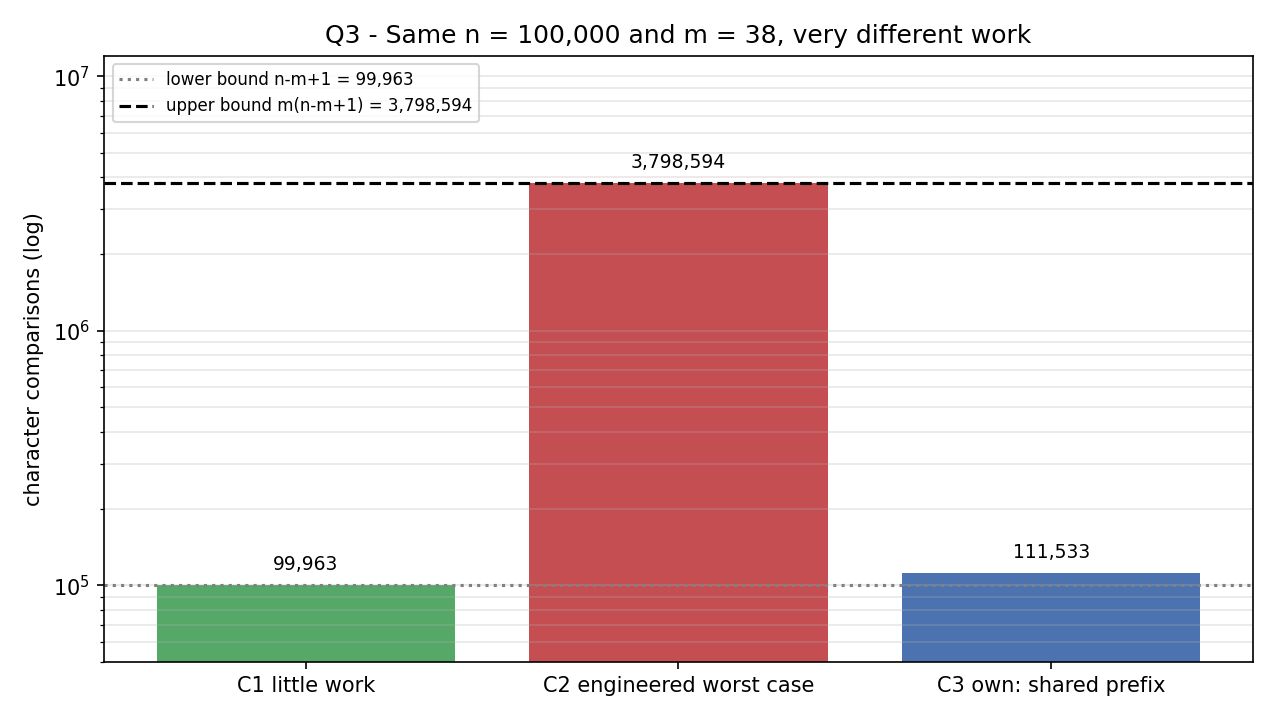 Q3 - Same n = 100,000 and m = 38, very different work
lower bound n-m+1 = 99,963
upper bound m(n-m+1) = 3,798,594
character comparisons (log)
10⁷
10⁶
10⁵
99,963
3,798,594
111,533
C1 little work
C2 engineered worst case
C3 own: shared prefix